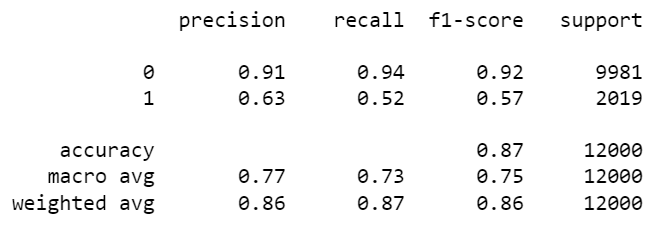 precision recall f1-score support
0 0.91 0.94 0.92 9981
1 0.63 0.52 0.57 2019
accuracy 0.87 12000
macro avg 0.77 0.73 0.75 12000
weighted avg 0.86 0.87 0.86 12000